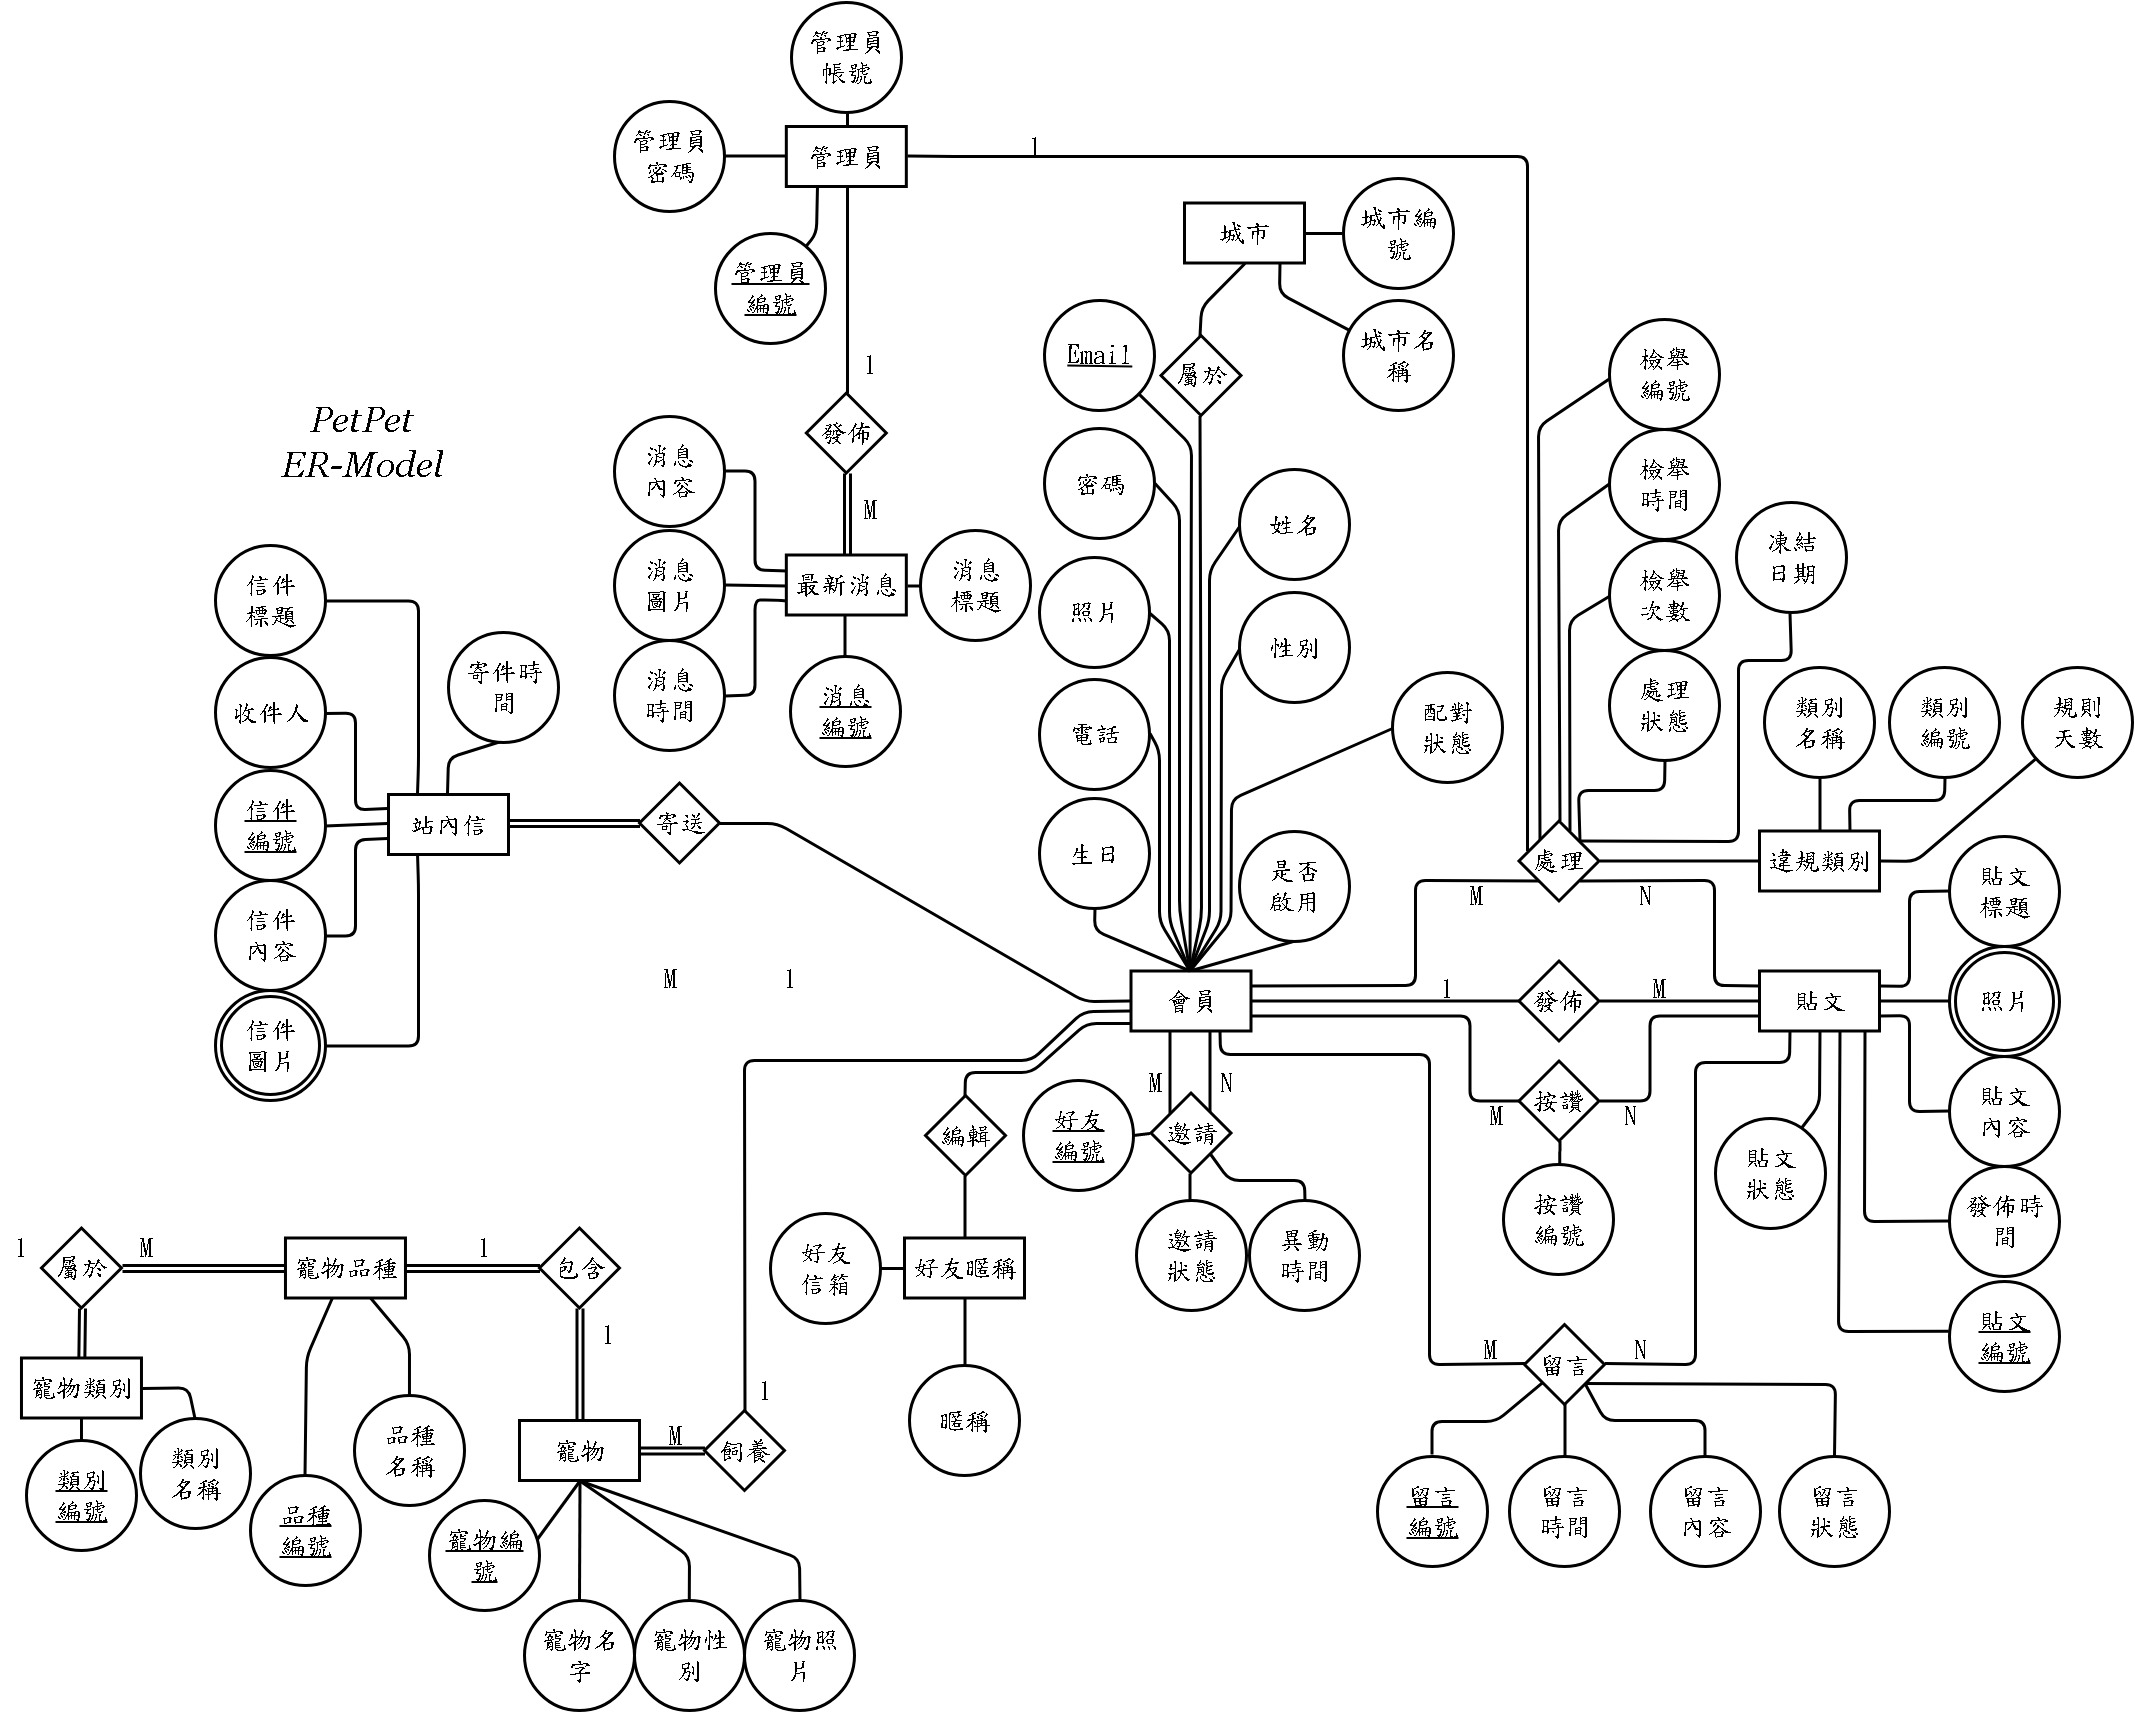 管理員
帳號
管理員
密碼
管理員
1
管理員
編號
城市
城市編
號
城市名
稱
屬於
Email
密碼
照片
電話
生日
姓名
性別
配對
狀態
是否
啟用
1
發佈
M
PetPet
ER-Model
消息
內容
消息
圖片
消息
時間
最新消息
消息
標題
消息
編號
檢舉
編號
檢舉
時間
檢舉
次數
處理
狀態
凍結
日期
類別
名稱
類別
編號
規則
天數
信件
標題
收件人
信件
編號
信件
內容
信件
圖片
寄件時
間
站內信
寄送
M
1
處理
違規類別
M
N
貼文
標題
照片
貼文
內容
發佈時
間
貼文
編號
會員
1
發佈
M
貼文
M
按讚
N
按讚
編號
貼文
狀態
M
N
好友
編號
邀請
邀請
狀態
異動
時間
編輯
好友
信箱
好友暱稱
暱稱
1
屬於
M
寵物品種
1
包含
1
寵物類別
類別
編號
類別
名稱
品種
編號
品種
名稱
寵物
M
1
飼養
寵物編
號
寵物名
字
寵物性
別
寵物照
片
M
留言
N
留言
編號
留言
時間
留言
內容
留言
狀態